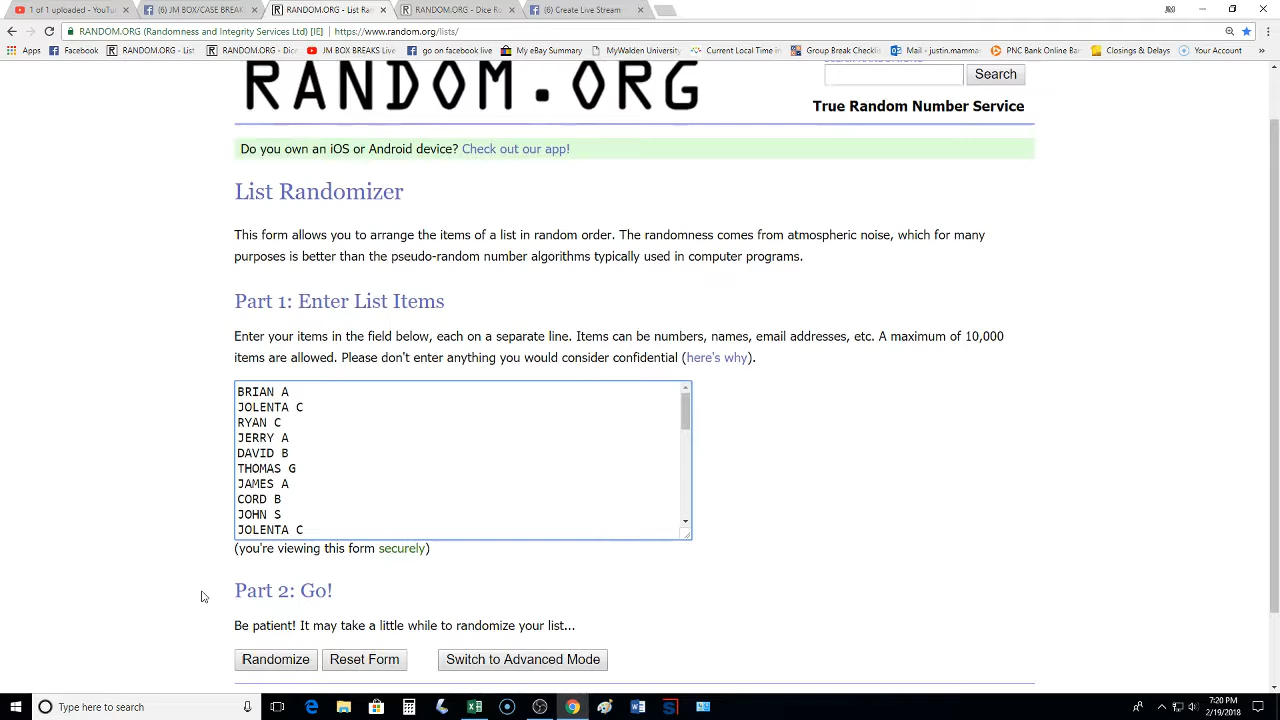 1 of 1 uploaded - YouTu
(6) JM BOX/CASE BREAK
RANDOM.ORG - List Ran
RANDOM.ORG - Dice Ro
(6) Create Live Stream
RANDOM.ORG (Randomness and Integrity Services Ltd) [IE] | https://www.random.org/lists/
Apps
Facebook
RANDOM.ORG - List
RANDOM.ORG - Dice
JM BOX BREAKS Live
go on facebook live
My eBay Summary
MyWalden University
Current Local Time in
Group Break Checklis
Mail - justin.mamma
PNC Bank Online Ban
Closings & Delays
Your Account
RANDOM.ORG
Search
True Random Number Service
Do you own an iOS or Android device? Check out our app!
List Randomizer
This form allows you to arrange the items of a list in random order. The randomness comes from atmospheric noise, which for many
purposes is better than the pseudo-random number algorithms typically used in computer programs.
Part 1: Enter List Items
Enter your items in the field below, each on a separate line. Items can be numbers, names, email addresses, etc. A maximum of 10,000
items are allowed. Please don't enter anything you would consider confidential (here's why).
BRIAN A
JOLENTA C
RYAN C
JERRY A
DAVID B
THOMAS G
JAMES A
CORD B
JOHN S
JOLENTA C
(you're viewing this form securely)
Part 2: Go!
Be patient! It may take a little while to randomize your list...
Randomize
Reset Form
Switch to Advanced Mode
Type here to search
7:20 PM
2/19/2018